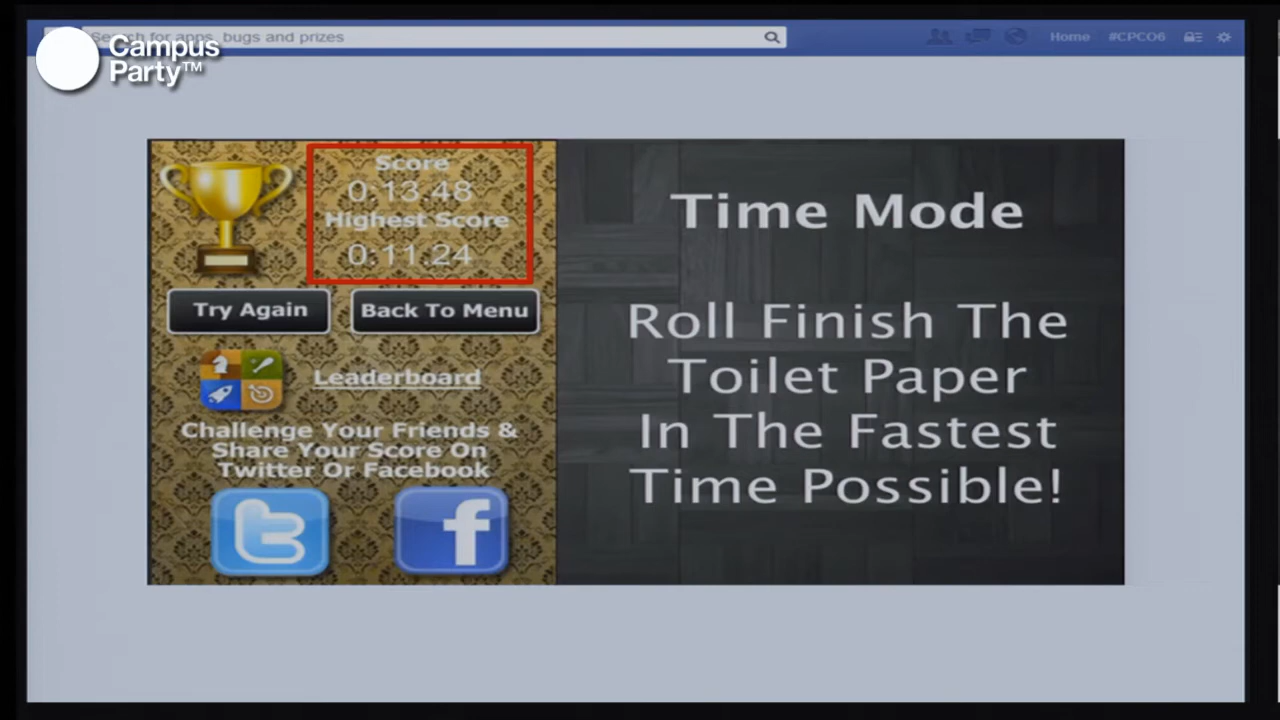 Search for apps, bugs and prizes
Home
#CPCO6
Campus
Party™
Score
0:13.48
Highest Score
0:11.24
Try Again
Back To Menu
Leaderboard
Challenge Your Friends &
Share Your Score On
Twitter Or Facebook
Time Mode
Roll Finish The
Toilet Paper
In The Fastest
Time Possible!